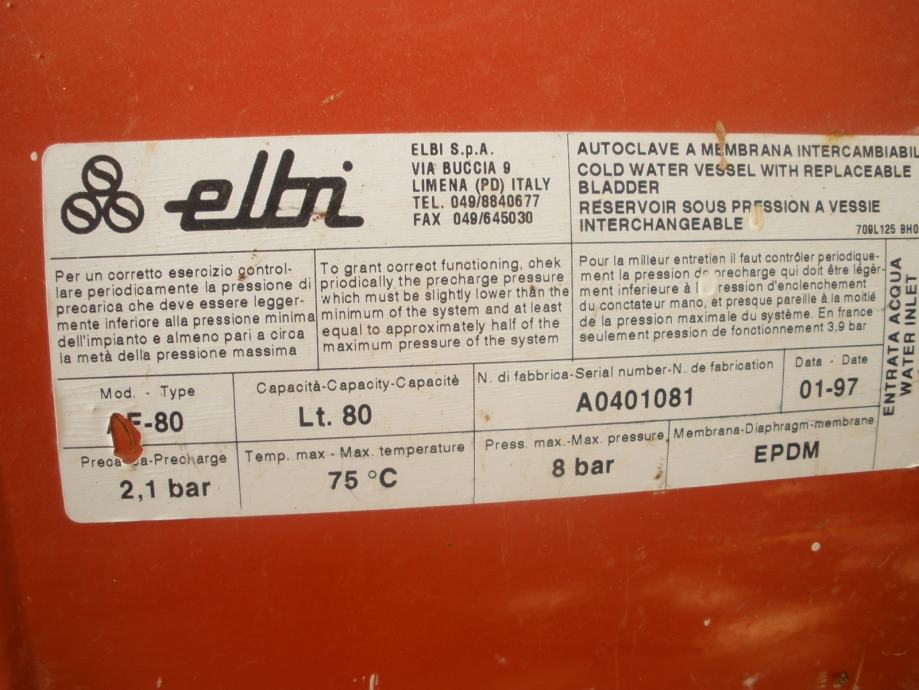 elbi
ELBI S.p.A.
VIA BUCCIA 9
LIMENA (PD) ITALY
TEL. 049/8840677
FAX 049/645030
AUTOCLAVE A MEMBRANA INTERCAMBIABIL
COLD WATER VESSEL WITH REPLACEABLE
BLADDER
RESERVOIR SOUS PRESSION A VESSIE
INTERCHANGEABLE
709L125 BH0
Per un corretto esercizio control-
lare periodicamente la pressione di
precarica che deve essere legger-
mente inferiore alla pressione minima
dell'impianto e almeno pari a circa
la metà della pressione massima
To grant correct functioning, chek
priodically the precharge pressure
which must be slightly lower than the
minimum of the system and at least
equal to approximately half of the
maximum pressure of the system
Pour la milleur entretien il faut contrôler periodique-
ment la pression de precharge qui doit être légèr-
ment inferieure à l ression d'enclenchement
du conctateur mano, et presque pareille à la moitié
de la pression maximale du système. En france
seulement pression de fonctionnement 3,9 bar
ENTRATA ACQUA
WATER INLET
Mod. - Type
F-80
Capacità-Capacity-Capacité
Lt. 80
N. di fabbrica-Serial number-N. de fabrication
A0401081
Data - Date
01-97
Precarica-Precharge
2,1 bar
Temp. max - Max. temperature
75 °C
Press. max.-Max. pressure
8 bar
Membrana-Diaphragm-membrane
EPDM